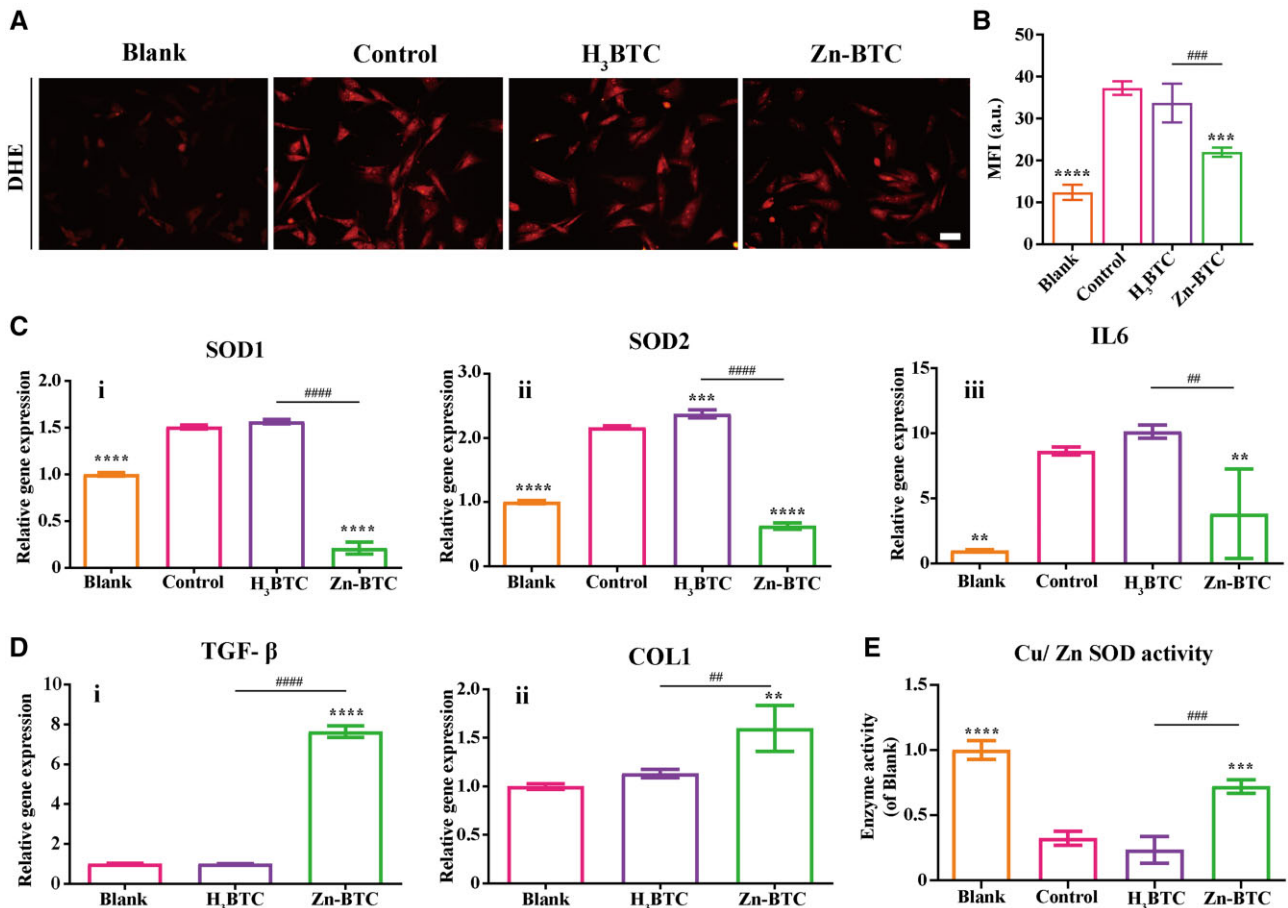 A
Blank Control H₃BTC Zn-BTC
DHE
B
MFI (a.u.)
50
40
30
20
10
0
****
###
***
Blank Control H₃BTC Zn-BTC
C
SOD1
i
Relative gene expression
2.0
1.5
1.0
0.5
0
****
####
****
Blank Control H₃BTC Zn-BTC
SOD2
ii
Relative gene expression
3.0
2.0
1.0
0.0
****
***
####
****
Blank Control H₃BTC Zn-BTC
IL6
iii
Relative gene expression
15
10
5
0
**
##
**
Blank Control H₃BTC Zn-BTC
D
TGF- β
i
Relative gene expression
10
8
6
4
2
0
####
****
Blank H₃BTC Zn-BTC
COL1
ii
Relative gene expression
2.0
1.5
1.0
0.5
0
##
**
Blank H₃BTC Zn-BTC
E
Cu/ Zn SOD activity
Enzyme activity
(of Blank)
1.5
1.0
0.5
0
****
###
***
Blank Control H₃BTC Zn-BTC